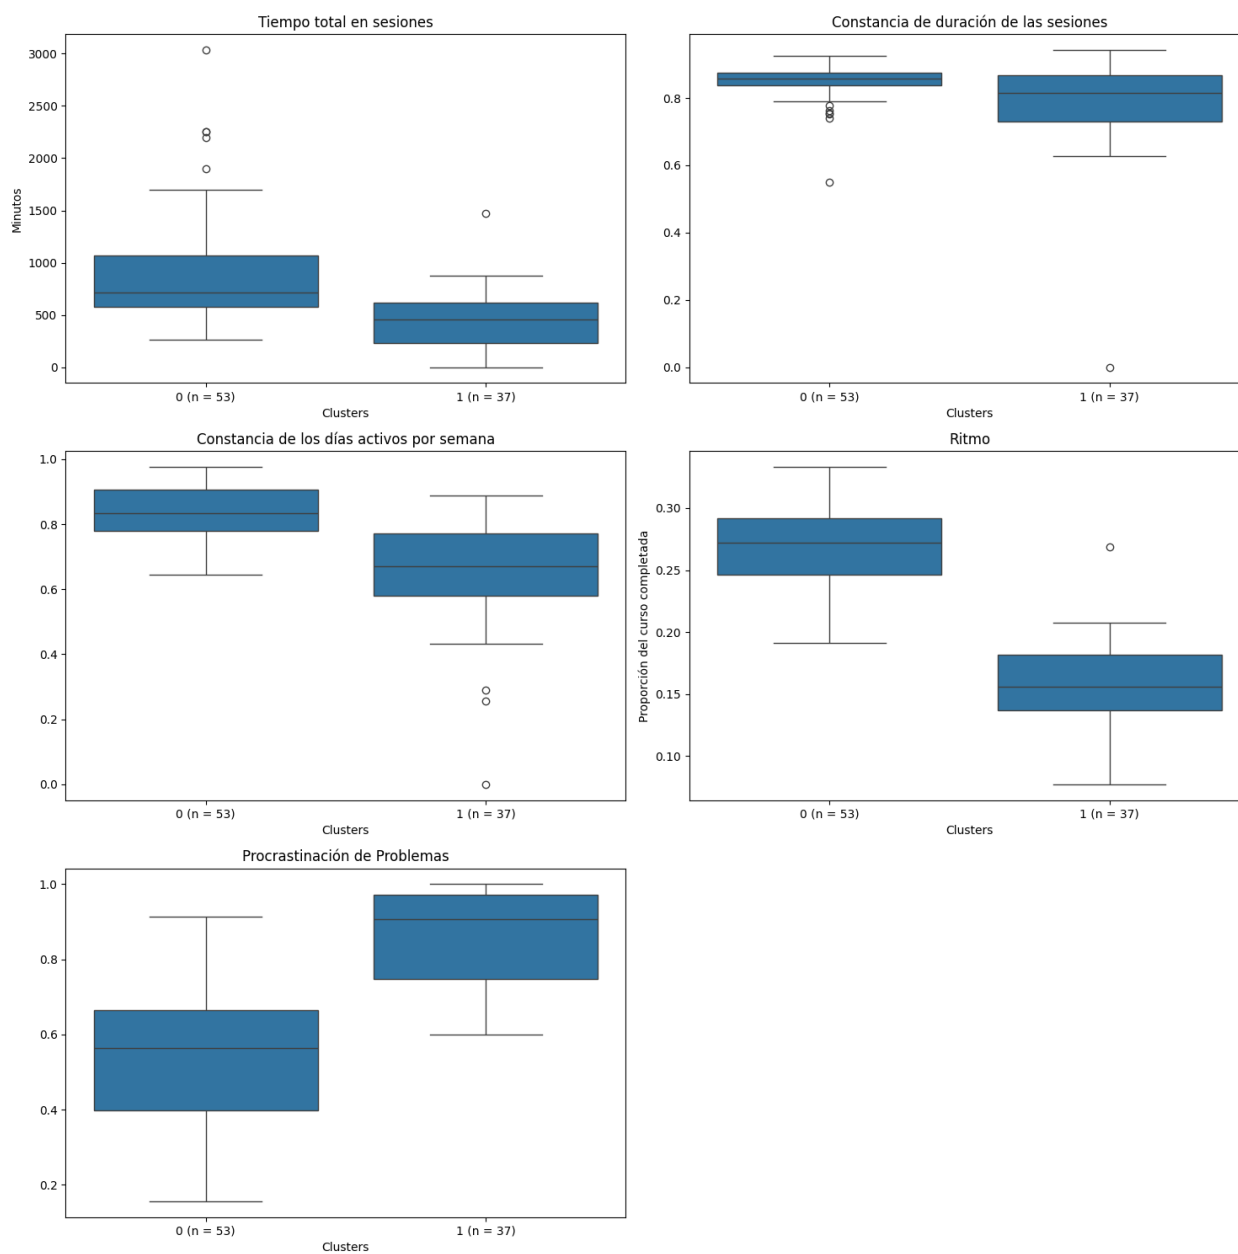 Tiempo total en sesiones
3000
2500
2000
1500
1000
500
0
Minutos
0 (n = 53)
1 (n = 37)
Clusters
Constancia de duración de las sesiones
0.8
0.6
0.4
0.2
0.0
0 (n = 53)
1 (n = 37)
Clusters
Constancia de los días activos por semana
1.0
0.8
0.6
0.4
0.2
0.0
0 (n = 53)
1 (n = 37)
Clusters
Ritmo
0.30
0.25
0.20
0.15
0.10
Proporción del curso completada
0 (n = 53)
1 (n = 37)
Clusters
Procrastinación de Problemas
1.0
0.8
0.6
0.4
0.2
0 (n = 53)
1 (n = 37)
Clusters